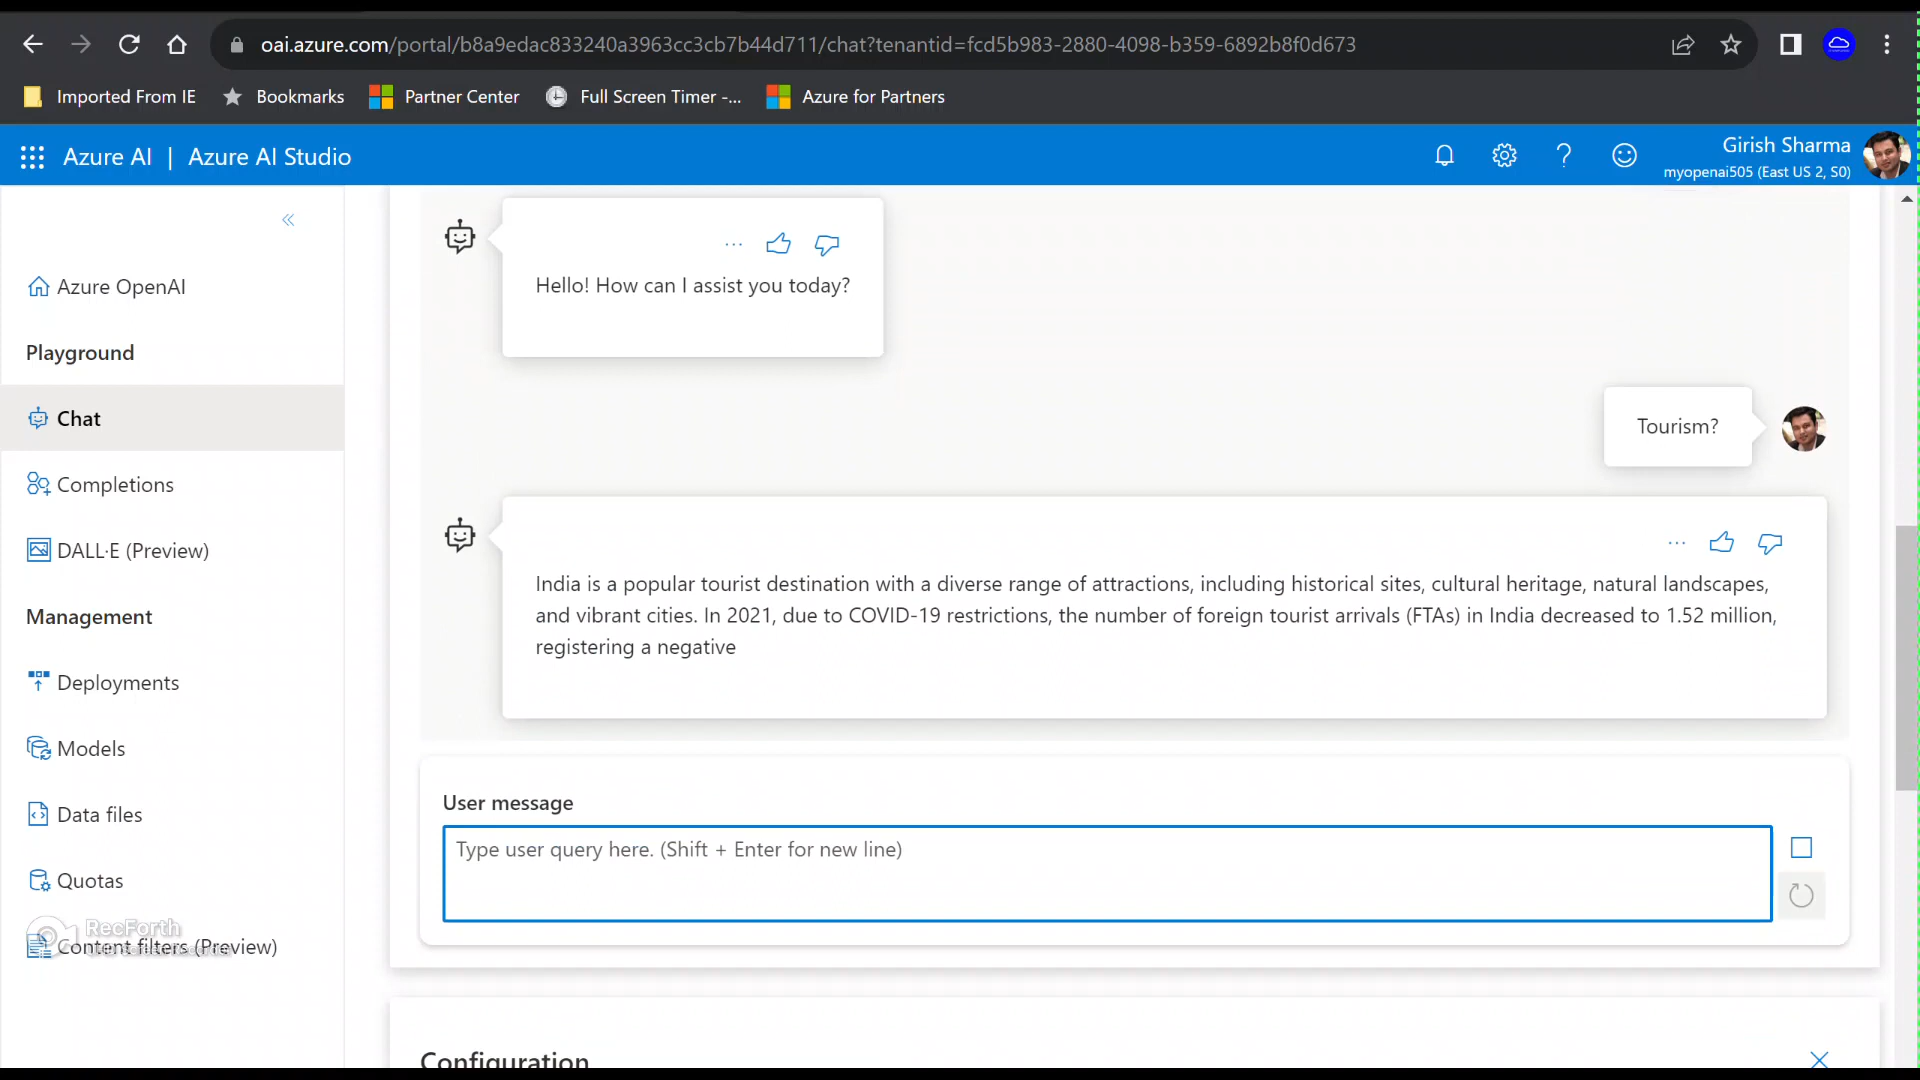 oai.azure.com/portal/b8a9edac833240a3963cc3cb7b44d711/chat?tenantid=fcd5b983-2880-4098-b359-6892b8f0d673
Imported From IE
Bookmarks
Partner Center
Full Screen Timer -...
Azure for Partners
Azure AI | Azure AI Studio
Girish Sharma
myopenai505 (East US 2, S0)
Azure OpenAI
Playground
Chat
Completions
DALL·E (Preview)
Management
Deployments
Models
Data files
Quotas
RecForth
Content filters (Preview)
Hello! How can I assist you today?
Tourism?
India is a popular tourist destination with a diverse range of attractions, including historical sites, cultural heritage, natural landscapes,
and vibrant cities. In 2021, due to COVID-19 restrictions, the number of foreign tourist arrivals (FTAs) in India decreased to 1.52 million,
registering a negative
User message
Type user query here. (Shift + Enter for new line)
Configuration